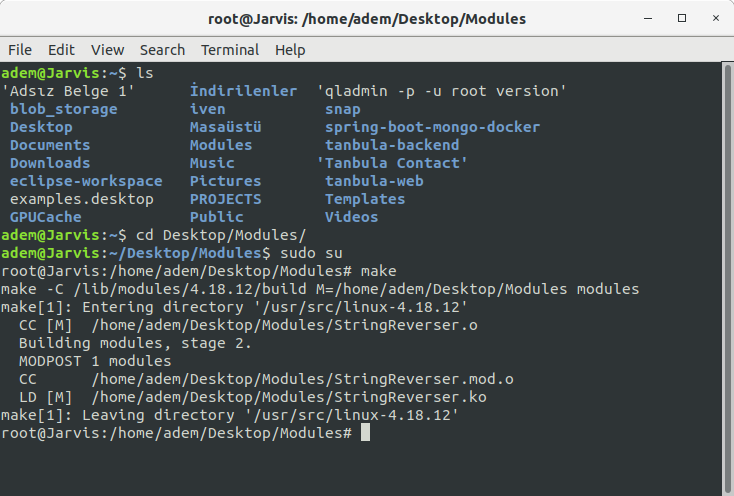 root@Jarvis: /home/adem/Desktop/Modules
File Edit View Search Terminal Help
adem@Jarvis:~$ ls
'Adsız Belge 1' İndirilenler 'qladmin -p -u root version'
blob_storage iven snap
Desktop Masaüstü spring-boot-mongo-docker
Documents Modules tanbula-backend
Downloads Music 'Tanbula Contact'
eclipse-workspace Pictures tanbula-web
examples.desktop PROJECTS Templates
GPUCache Public Videos
adem@Jarvis:~$ cd Desktop/Modules/
adem@Jarvis:~/Desktop/Modules$ sudo su
root@Jarvis:/home/adem/Desktop/Modules# make
make -C /lib/modules/4.18.12/build M=/home/adem/Desktop/Modules modules
make[1]: Entering directory '/usr/src/linux-4.18.12'
CC [M] /home/adem/Desktop/Modules/StringReverser.o
Building modules, stage 2.
MODPOST 1 modules
CC /home/adem/Desktop/Modules/StringReverser.mod.o
LD [M] /home/adem/Desktop/Modules/StringReverser.ko
make[1]: Leaving directory '/usr/src/linux-4.18.12'
root@Jarvis:/home/adem/Desktop/Modules#